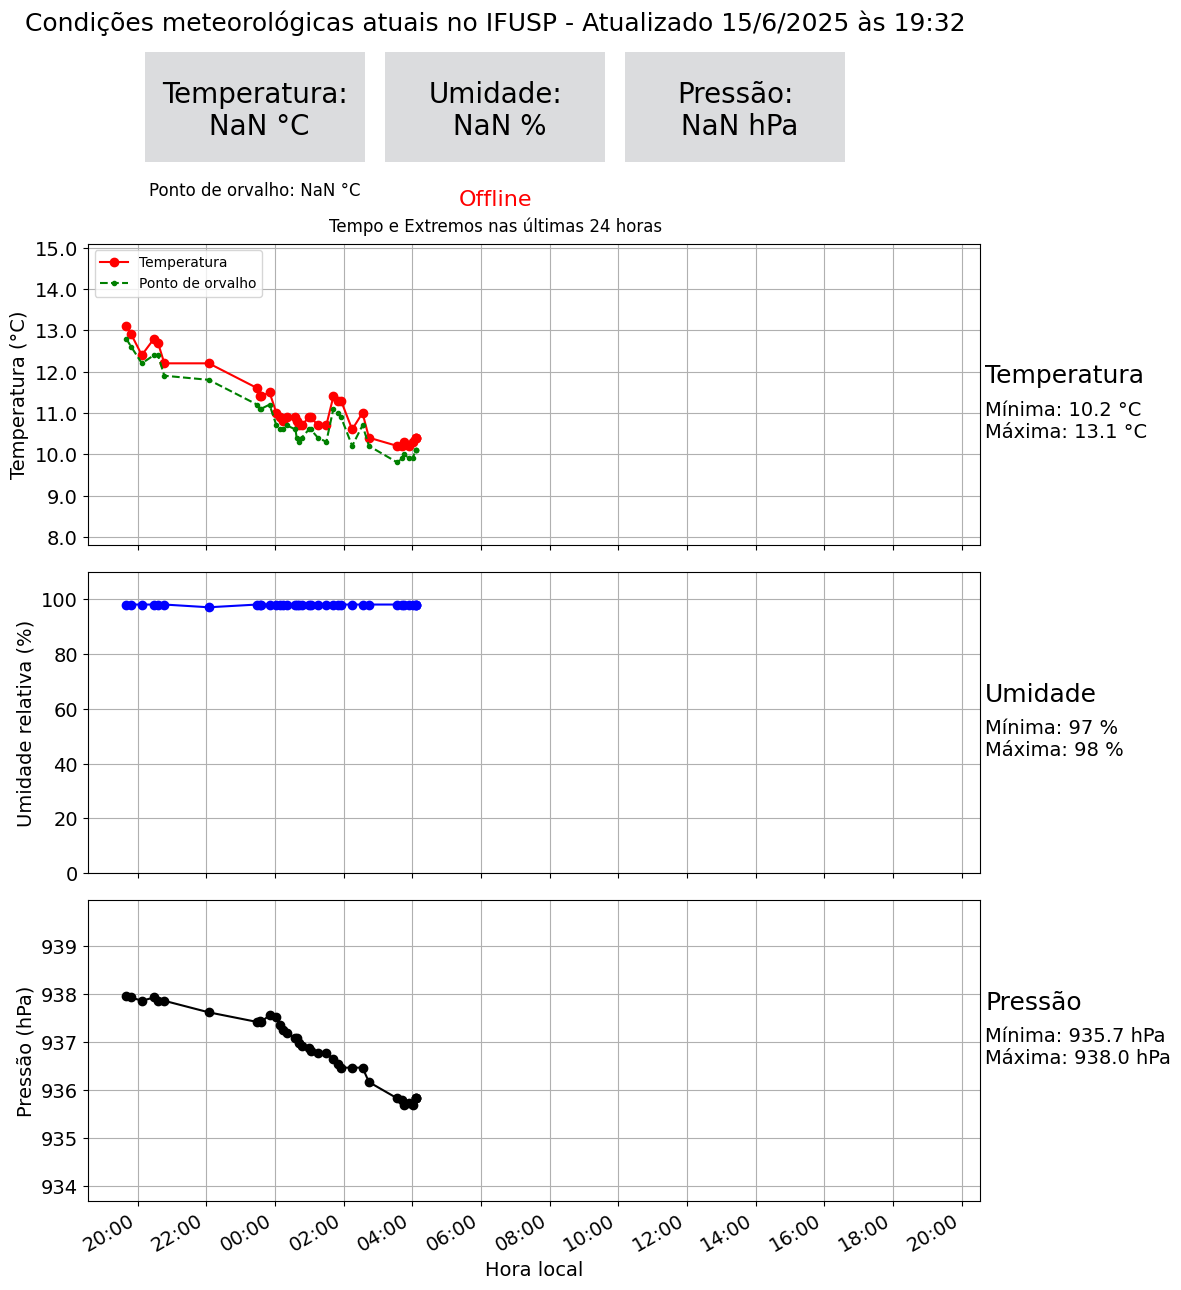 Condições meteorológicas atuais no IFUSP - Atualizado 15/6/2025 às 19:32
Temperatura:
NaN °C
Umidade:
NaN %
Pressão:
NaN hPa
Ponto de orvalho: NaN °C
Offline
Tempo e Extremos nas últimas 24 horas
Temperatura
Ponto de orvalho
15.0
14.0
13.0
12.0
11.0
10.0
9.0
8.0
Temperatura (°C)
Temperatura
Mínima: 10.2 °C
Máxima: 13.1 °C
100
80
60
40
20
0
Umidade relativa (%)
Umidade
Mínima: 97 %
Máxima: 98 %
939
938
937
936
935
934
Pressão (hPa)
Pressão
Mínima: 935.7 hPa
Máxima: 938.0 hPa
20:00 22:00 00:00 02:00 04:00 06:00 08:00 10:00 12:00 14:00 16:00 18:00 20:00
Hora local